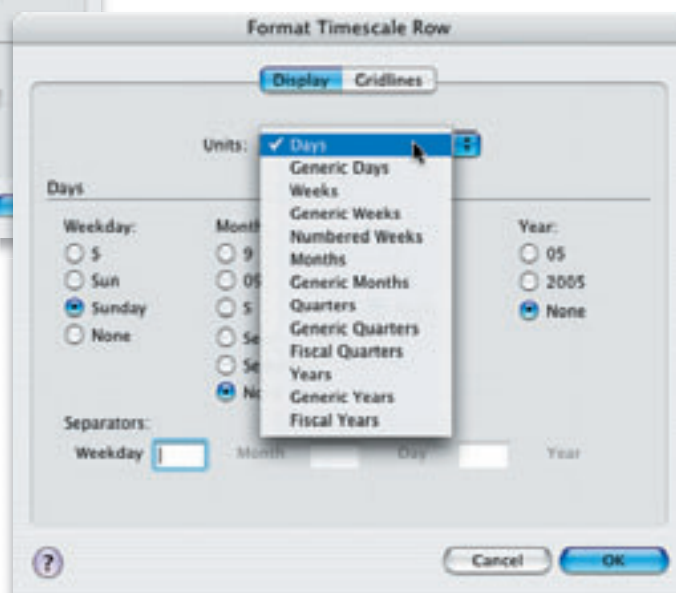 Format Timescale Row
Display Gridlines
Units:
✓ Days
Generic Days
Weeks
Generic Weeks
Numbered Weeks
Months
Generic Months
Quarters
Generic Quarters
Fiscal Quarters
Years
Generic Years
Fiscal Years
Days
Weekday:
S
Sun
Sunday
None
Month
9
S
Year:
05
2005
None
Separators:
Weekday Month Day Year
? Cancel OK